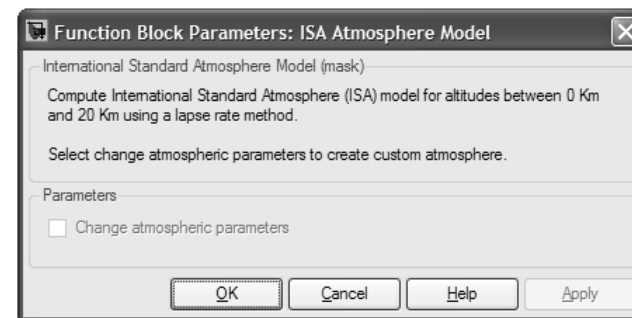 Function Block Parameters: ISA Atmosphere Model
International Standard Atmosphere Model (mask)
Compute International Standard Atmosphere (ISA) model for altitudes between 0 Km
and 20 Km using a lapse rate method.
Select change atmospheric parameters to create custom atmosphere.
Parameters
Change atmospheric parameters
OK Cancel Help Apply